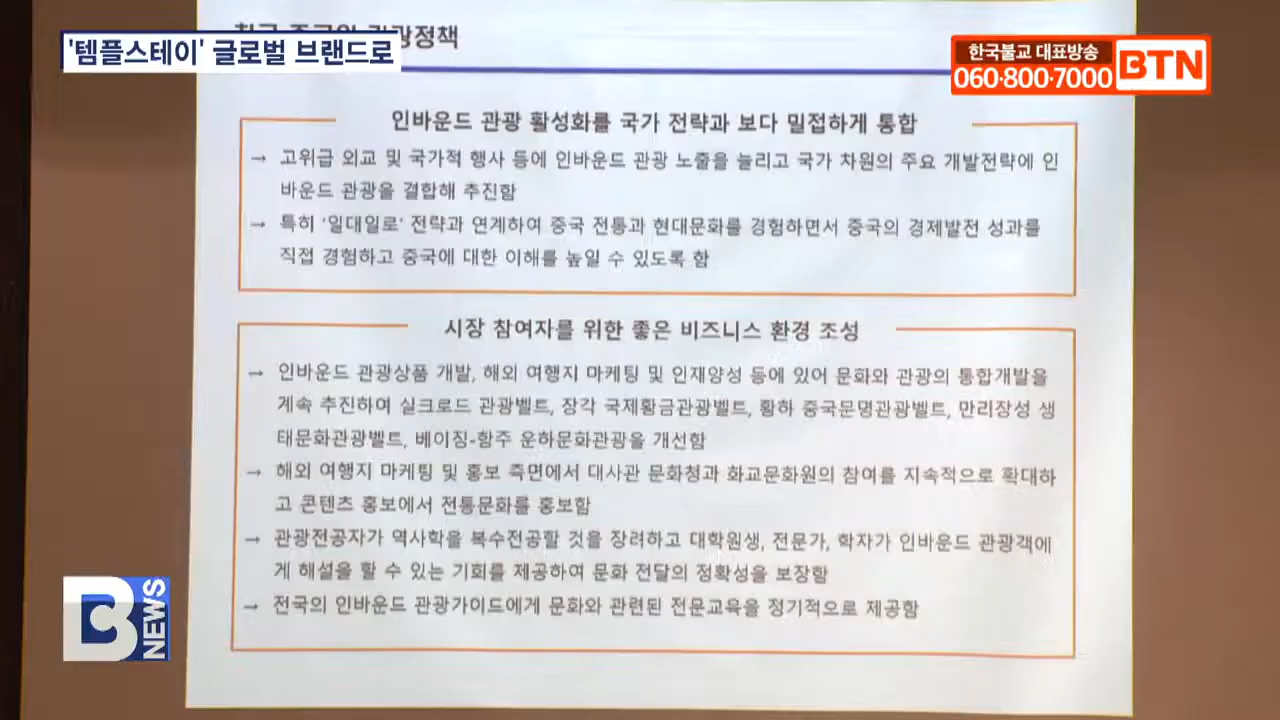 관광정책
'템플스테이' 글로벌 브랜드로
한국불교 대표방송
060·800·7000
BTN
인바운드 관광 활성화를 국가 전략과 보다 밀접하게 통합
→ 고위급 외교 및 국가적 행사 등에 인바운드 관광 노출을 늘리고 국가 차원의 주요 개발전략에 인
바운드 관광을 결합해 추진함
→ 특히 '일대일로' 전략과 연계하여 중국 전통과 현대문화를 경험하면서 중국의 경제발전 성과를
직접 경험하고 중국에 대한 이해를 높일 수 있도록 함
시장 참여자를 위한 좋은 비즈니스 환경 조성
→ 인바운드 관광상품 개발, 해외 여행지 마케팅 및 인재양성 등에 있어 문화와 관광의 통합개발을
계속 추진하여 실크로드 관광벨트, 장각 국제황금관광벨트, 황하 중국문명관광벨트, 만리장성 생
태문화관광벨트, 베이징-항주 운하문화관광을 개선함
→ 해외 여행지 마케팅 및 홍보 측면에서 대사관 문화청과 화교문화원의 참여를 지속적으로 확대하
고 콘텐츠 홍보에서 전통문화를 홍보함
→ 관광전공자가 역사학을 복수전공할 것을 장려하고 대학원생, 전문가, 학자가 인바운드 관광객에
게 해설을 할 수 있는 기회를 제공하여 문화 전달의 정확성을 보장함
→ 전국의 인바운드 관광가이드에게 문화와 관련된 전문교육을 정기적으로 제공함
B NEWS